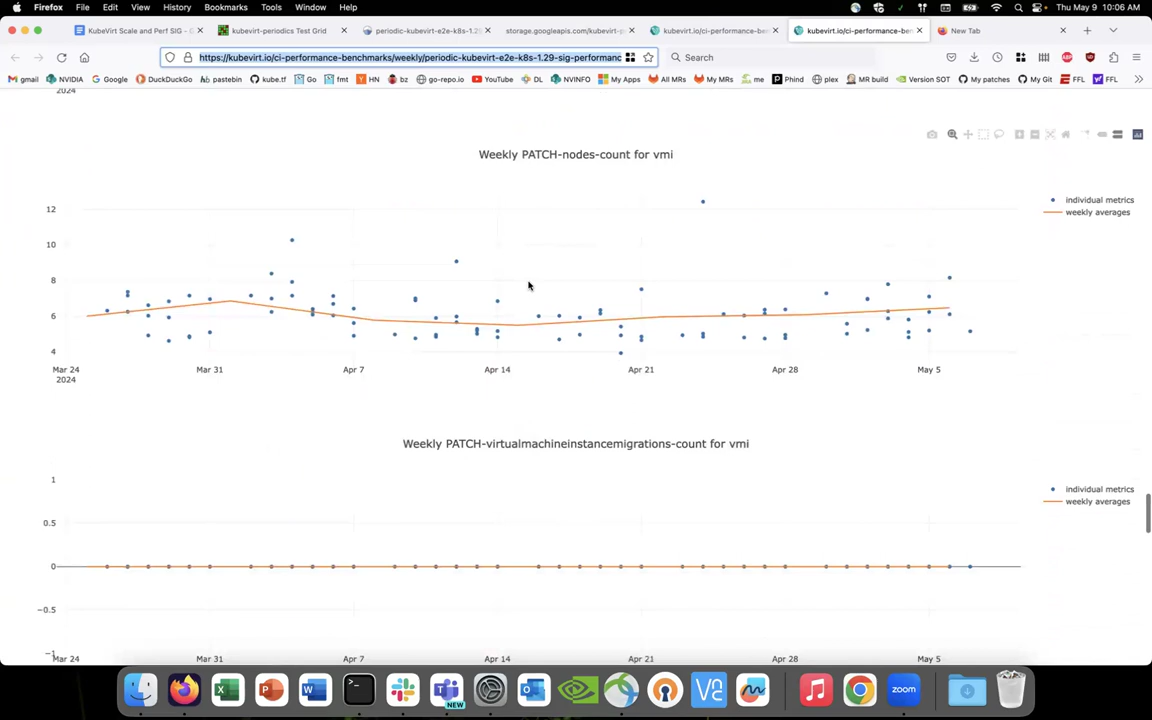 Firefox File Edit View History Bookmarks Tools Window Help Thu May 9 10:06 AM
KubeVirt Scale and Perf SIG - G kubevirt-periodics Test Grid periodic-kubevirt-e2e-k8s-1.29 storage.googleapis.com/kubevirt-p kubevirt.io/ci-performance-bench kubevirt.io/ci-performance-ben New Tab
https://kubevirt.io/ci-performance-benchmarks/weekly/periodic-kubevirt-e2e-k8s-1.29-sig-performanc Search
gmail NVIDIA Google DuckDuckGo pastebin kube.tf Go fmt HN bz go-repo.io YouTube DL NVINFO My Apps All MRs My MRs me Phind plex MR build Version SOT My patches My Git FFL FFL
2024
Weekly PATCH-nodes-count for vmi
individual metrics
weekly averages
12
10
8
6
4
Mar 24 Mar 31 Apr 7 Apr 14 Apr 21 Apr 28 May 5
2024
Weekly PATCH-virtualmachineinstancemigrations-count for vmi
individual metrics
weekly averages
1
0.5
0
−0.5
−1
Mar 24 Mar 31 Apr 7 Apr 14 Apr 21 Apr 28 May 5
NEW
zoom